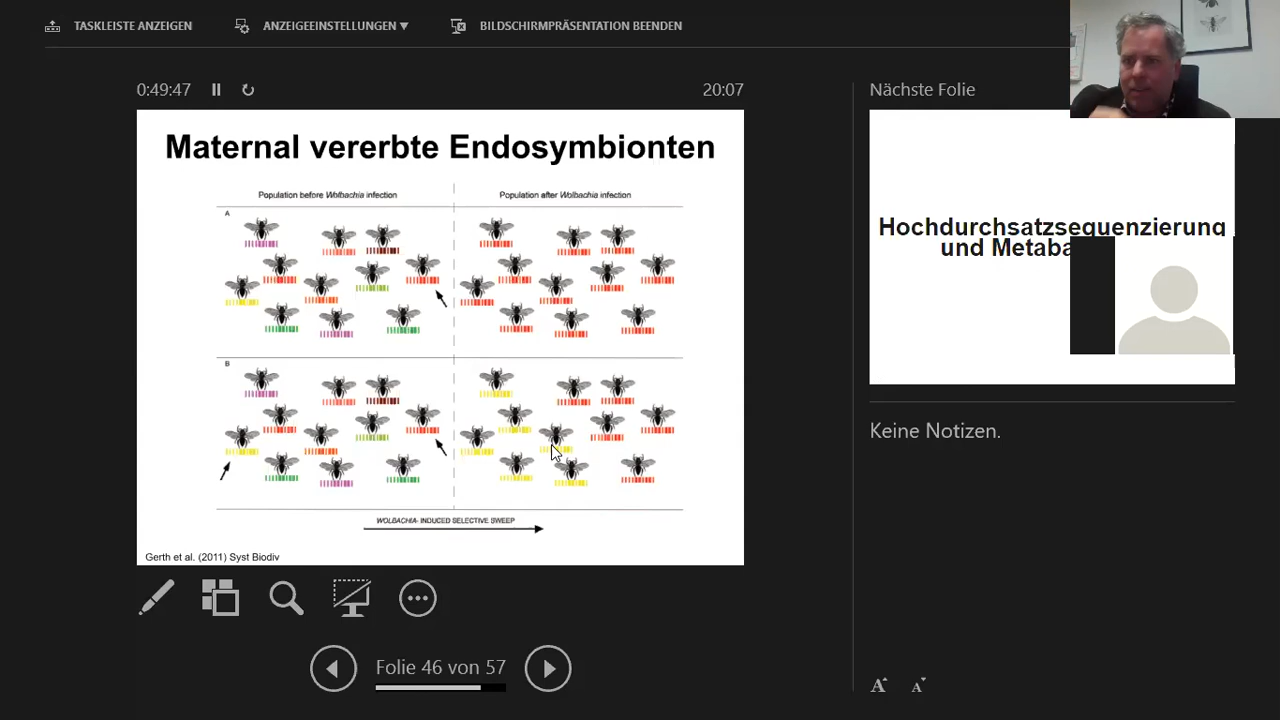 TASKLEISTE ANZEIGEN
ANZEIGEEINSTELLUNGEN
BILDSCHIRMPRÄSENTATION BEENDEN
0:49:47
20:07
Maternal vererbte Endosymbionten
Population before Wolbachia infection
Population after Wolbachia infection
A
B
WOLBACHIA- INDUCED SELECTIVE SWEEP
Gerth et al. (2011) Syst Biodiv
Folie 46 von 57
Nächste Folie
Hochdurchsatzsequenzierung
und
Keine Notizen.
A A